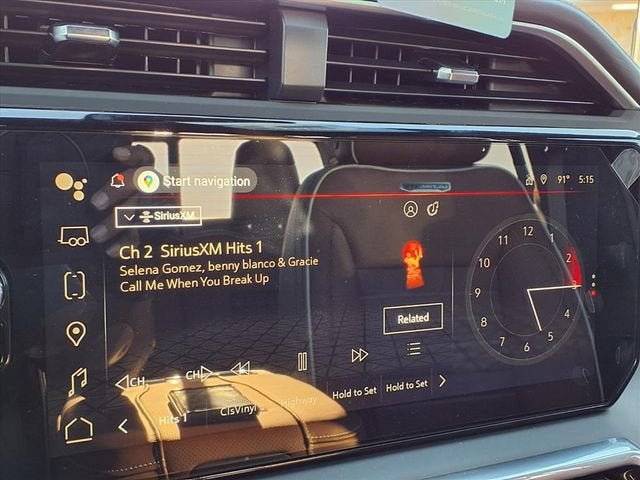 Start navigation
91° 5:15
SiriusXM
Ch 2 SiriusXM Hits 1
Selena Gomez, benny blanco & Gracie
Call Me When You Break Up
Related
12
1
2
3
4
5
6
7
8
9
10
11
CH
CH
Hits 1
ClsVinyl
Highway
Hold to Set
Hold to Set